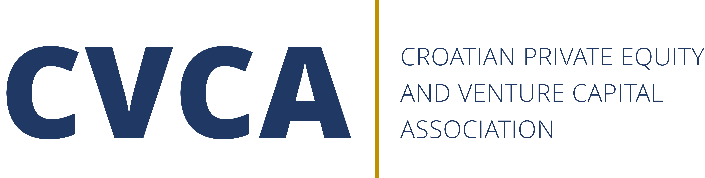 CVCA
CROATIAN PRIVATE EQUITY
AND VENTURE CAPITAL
ASSOCIATION